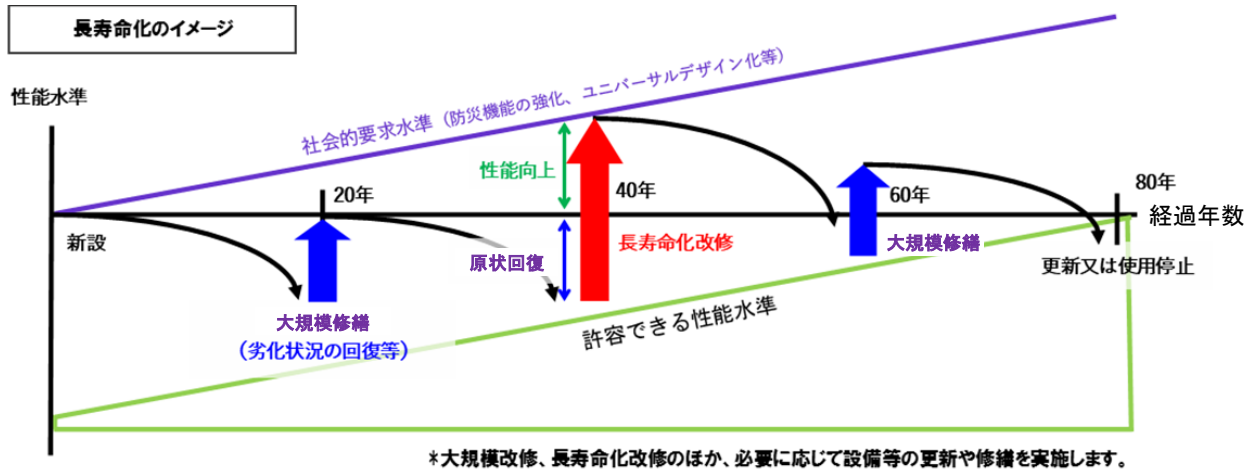 長寿命化のイメージ
性能水準
社会的要求水準（防災機能の強化、ユニバーサルデザイン化等）
性能向上
20年
40年
60年
80年
経過年数
新設
原状回復
長寿命化改修
大規模修繕
更新又は使用停止
大規模修繕
（劣化状況の回復等）
許容できる性能水準
*大規模改修、長寿命化改修のほか、必要に応じて設備等の更新や修繕を実施します。